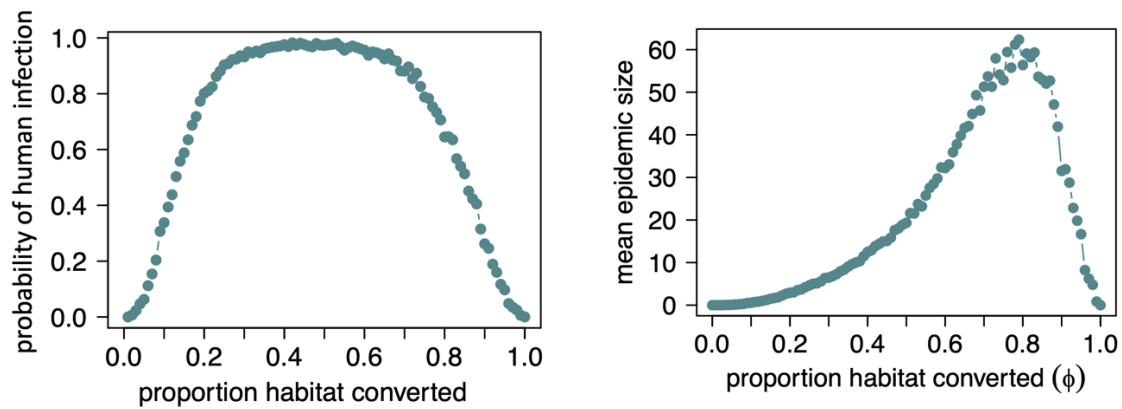 probability of human infection
1.0
0.8
0.6
0.4
0.2
0.0
0.0 0.2 0.4 0.6 0.8 1.0
proportion habitat converted
mean epidemic size
60
50
40
30
20
10
0
0.0 0.2 0.4 0.6 0.8 1.0
proportion habitat converted (ϕ)